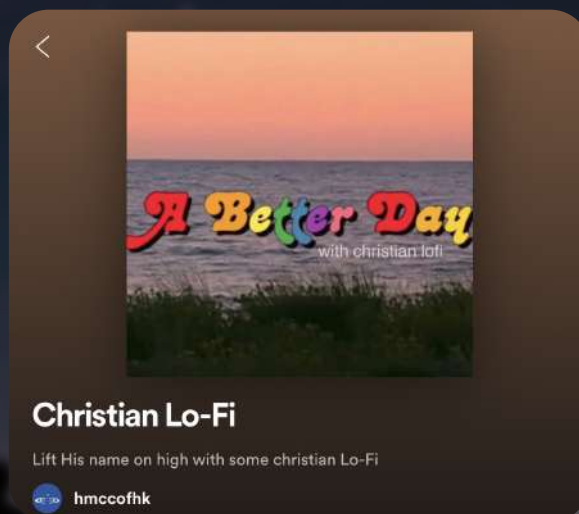 A Better Day
with christian lofi
Christian Lo-Fi
Lift His name on high with some christian Lo-Fi
hmccofhk